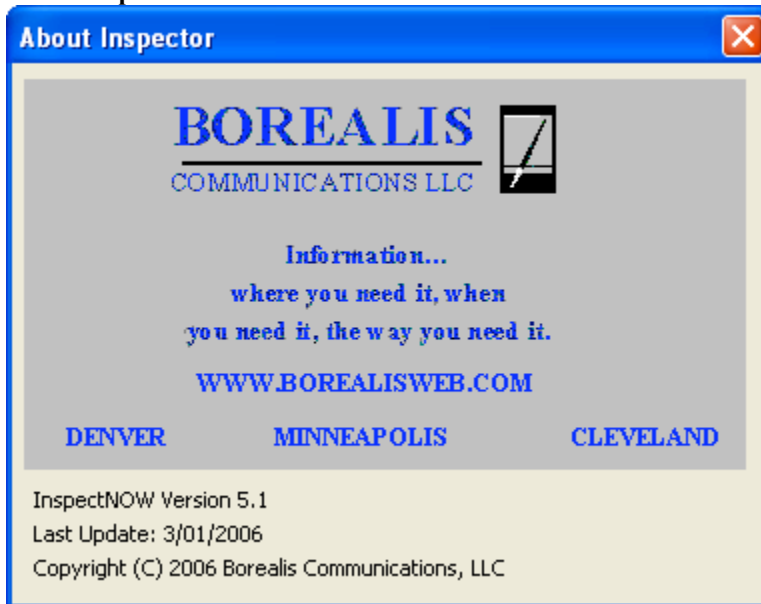 About Inspector
BOREALIS
COMMUNICATIONS LLC
Information...
where you need it, when
you need it, the way you need it.
WWW.BOREALISWEB.COM
DENVER MINNEAPOLIS CLEVELAND
InspectNOW Version 5.1
Last Update: 3/01/2006
Copyright (C) 2006 Borealis Communications, LLC